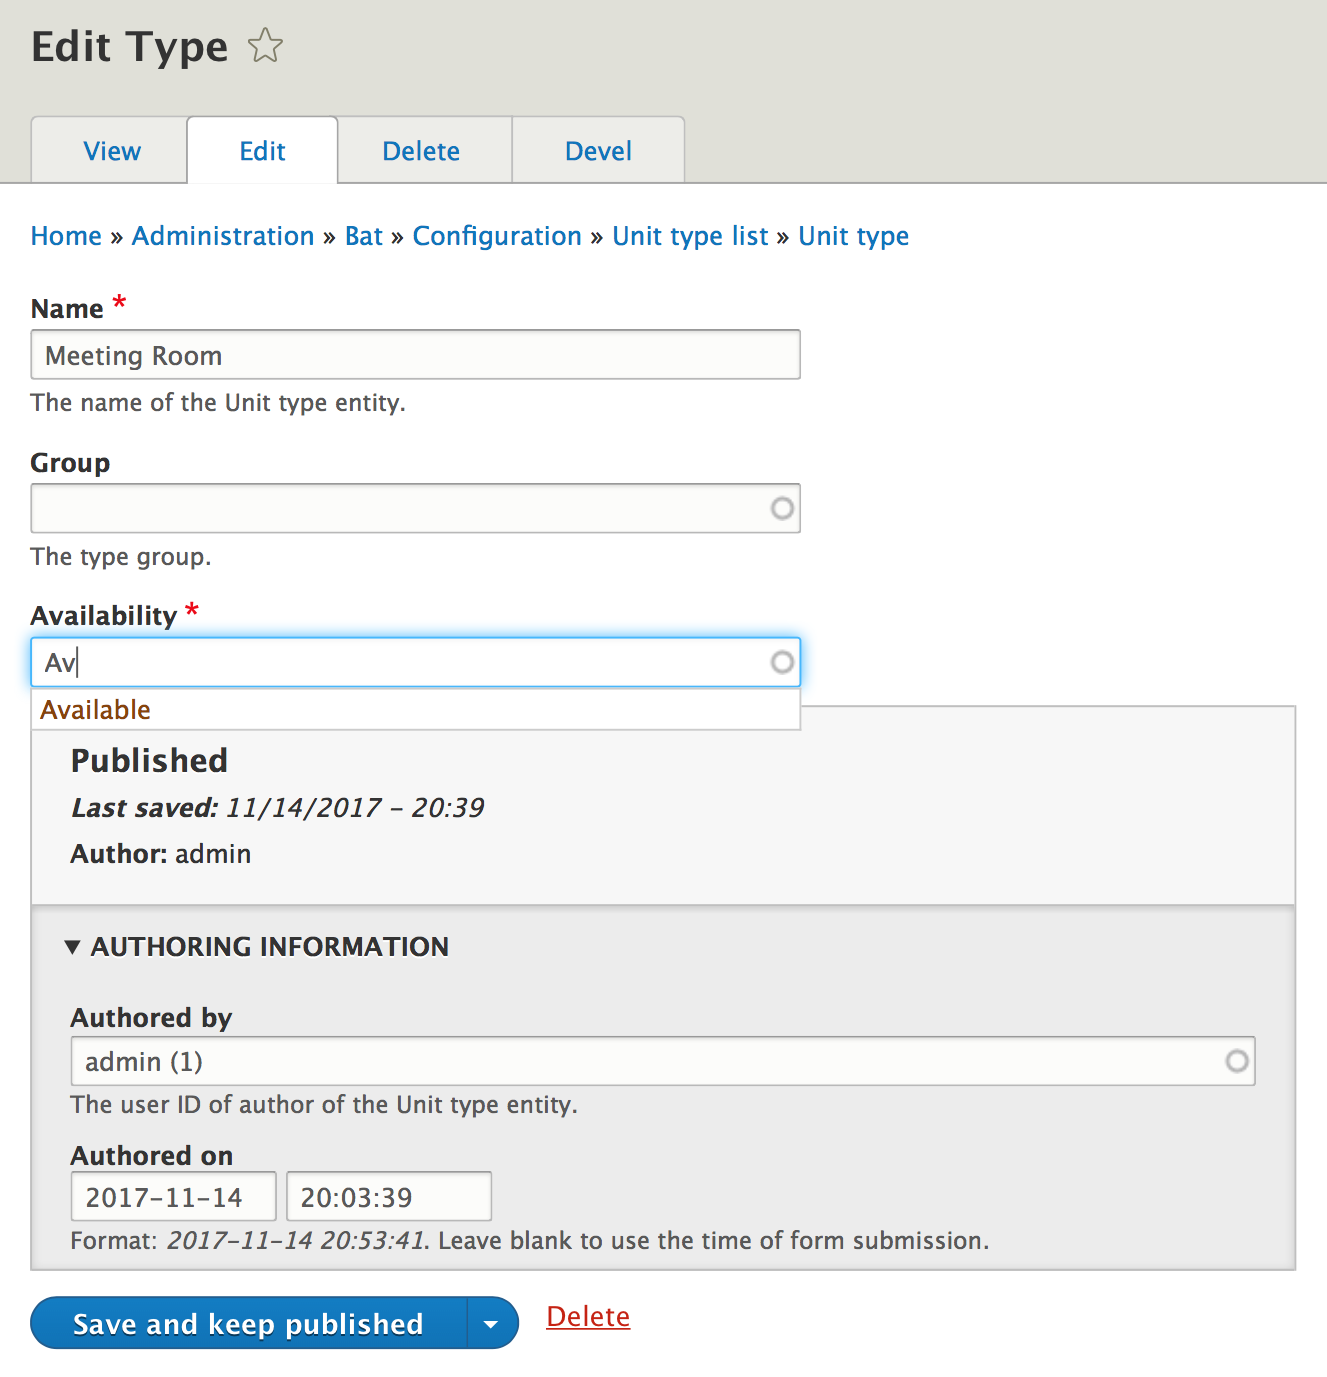 Edit Type
View Edit Delete Devel
Home » Administration » Bat » Configuration » Unit type list » Unit type
Name *
Meeting Room
The name of the Unit type entity.
Group
The type group.
Availability *
Av
Available
Published
Last saved: 11/14/2017 - 20:39
Author: admin
AUTHORING INFORMATION
Authored by
admin (1)
The user ID of author of the Unit type entity.
Authored on
2017-11-14 20:03:39
Format: 2017-11-14 20:53:41. Leave blank to use the time of form submission.
Save and keep published Delete